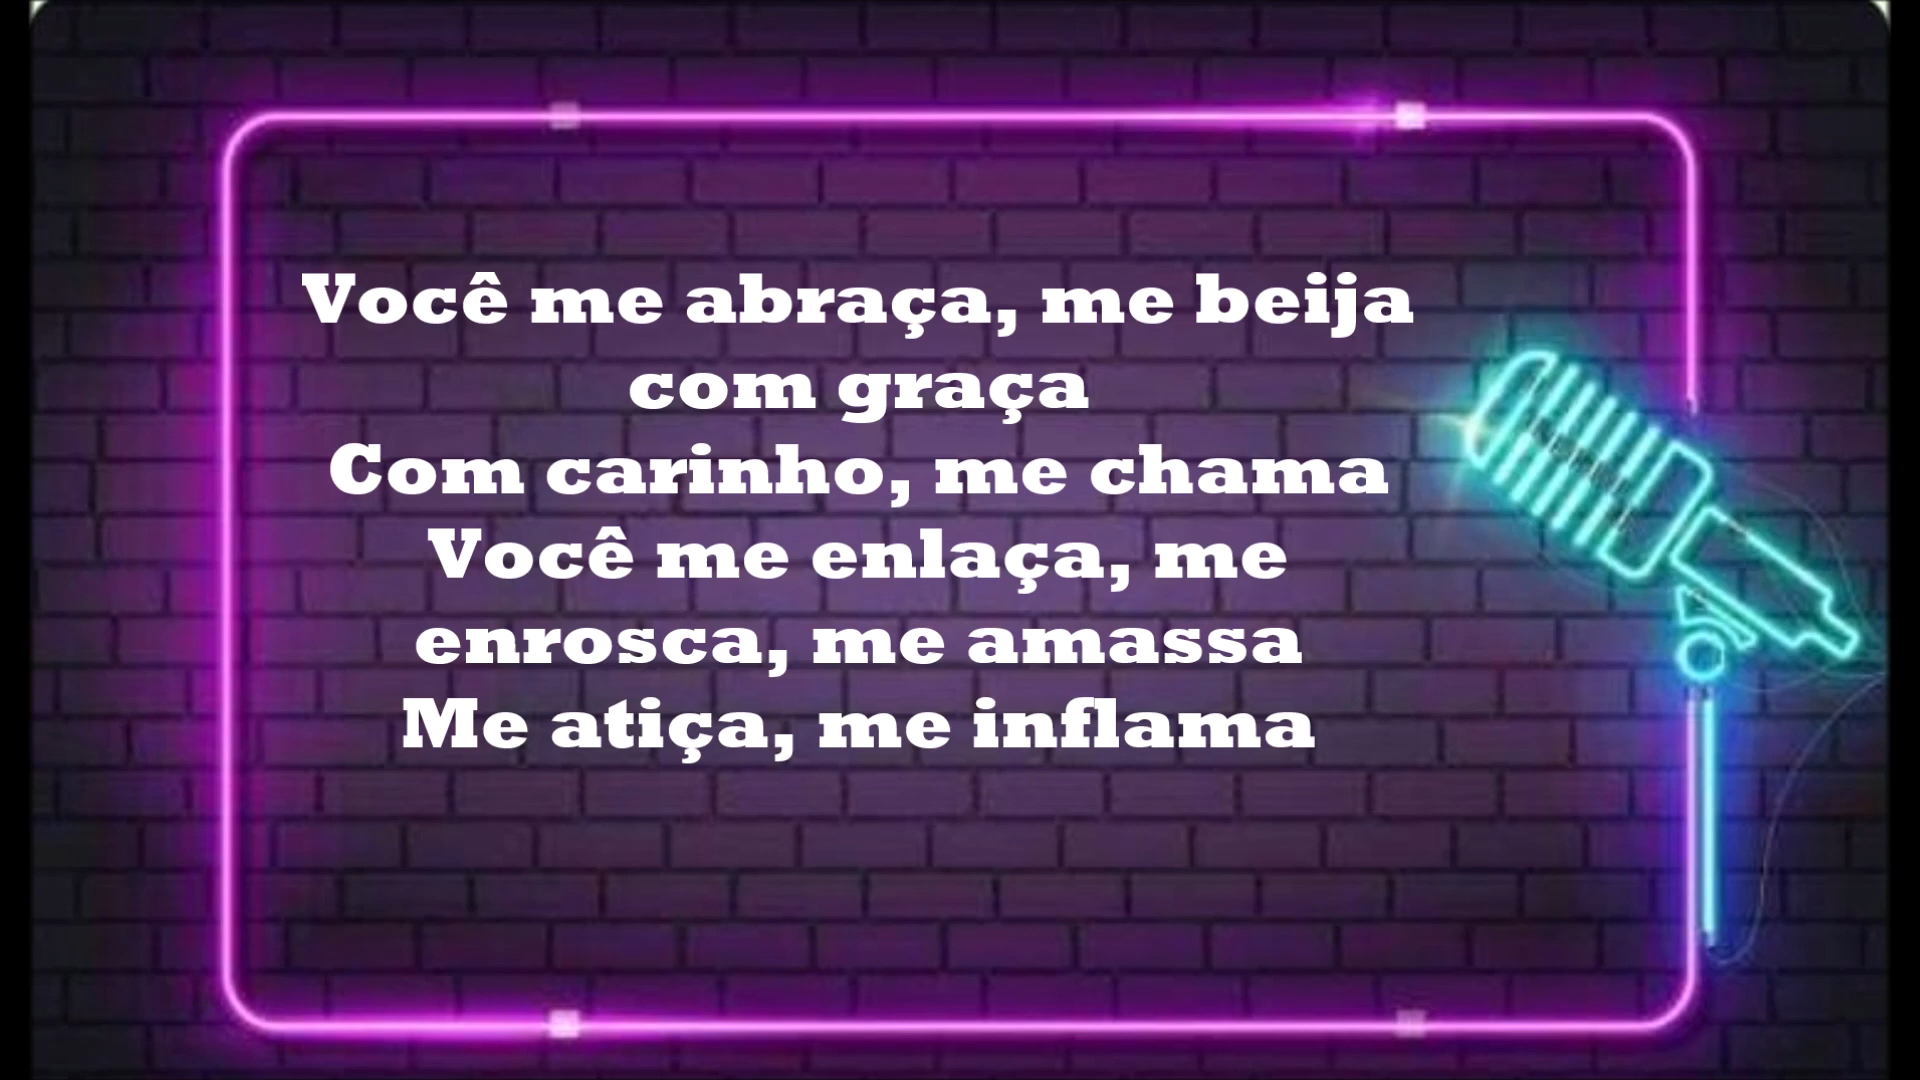 Você me abraça, me beija
com graça
Com carinho, me chama
Você me enlaça, me
enrosca, me amassa
Me atiça, me inflama